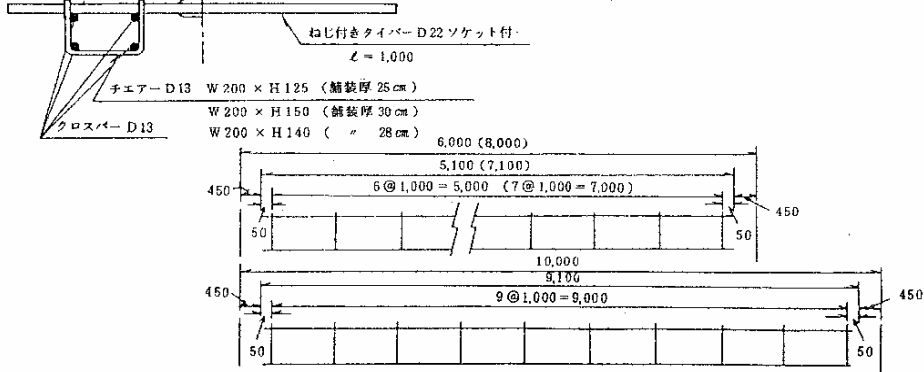 ねじ付きタイバー D22 ソケット付
ℓ = 1,000
チェアー D13 W 200 × H 125 ( 舗装厚 25 cm )
W 200 × H 150 ( 舗装厚 30 cm )
クロスバー D13
W 200 × H 140 ( 〃 28 cm )
6,000 (8,000)
5,100 (7,100)
450
6 @ 1,000 = 5,000 (7 @ 1,000 = 7,000)
450
50
50
10,000
9,100
450
9 @ 1,000 = 9,000
450
50
50